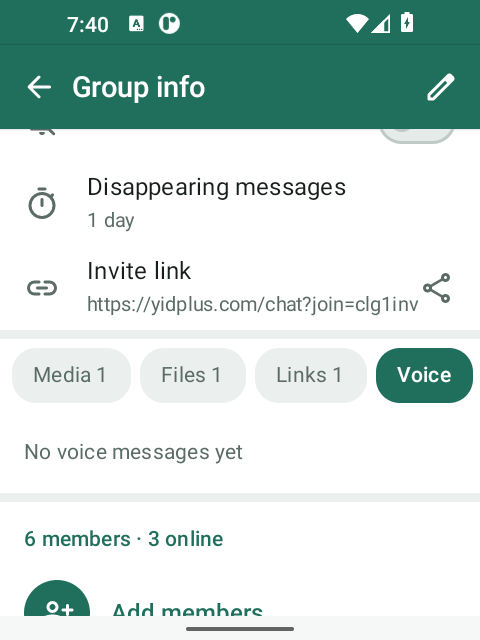 7:40
A
Group info
Disappearing messages
1 day
Invite link
https://yidplus.com/chat?join=clg1inv
Media 1
Files 1
Links 1
Voice
No voice messages yet
6 members · 3 online
Add members